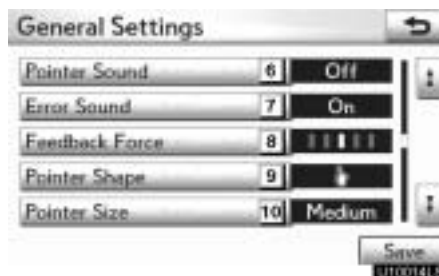 General Settings
Pointer Sound 6 Off
Error Sound 7 On
Feedback Force 8
Pointer Shape 9
Pointer Size 10 Medium
Save